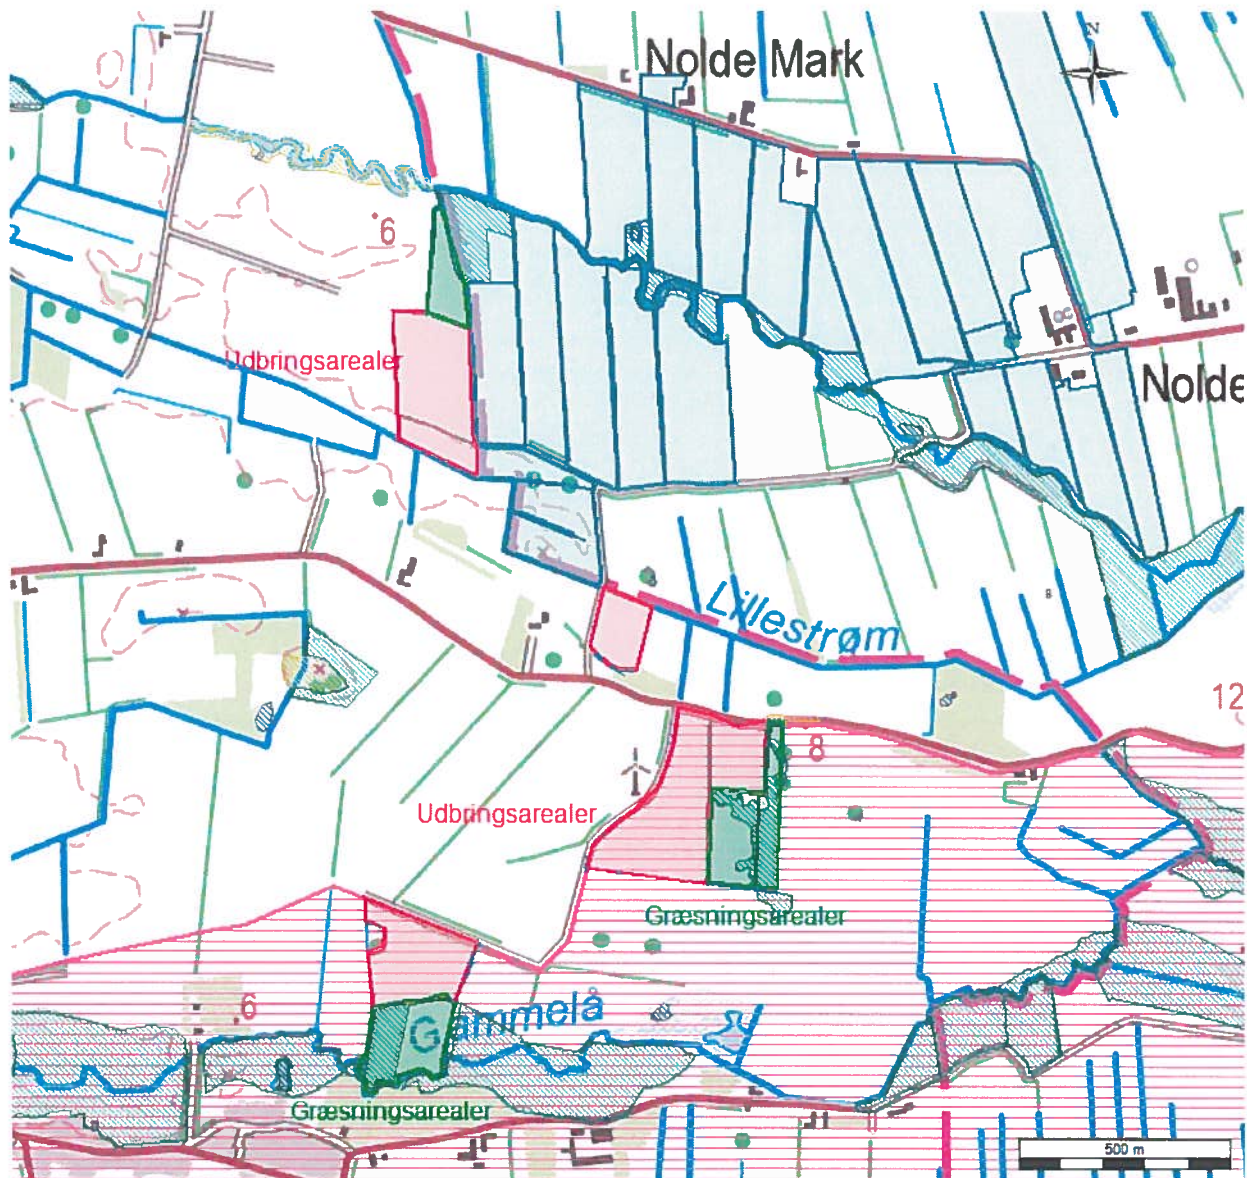 Nolde Mark
N
6
Udbringsarealer
Nolde
Lillestrøm
12
8
Udbringsarealer
Græsningsarealer
6
Gammelå
Græsningsarealer
500 m